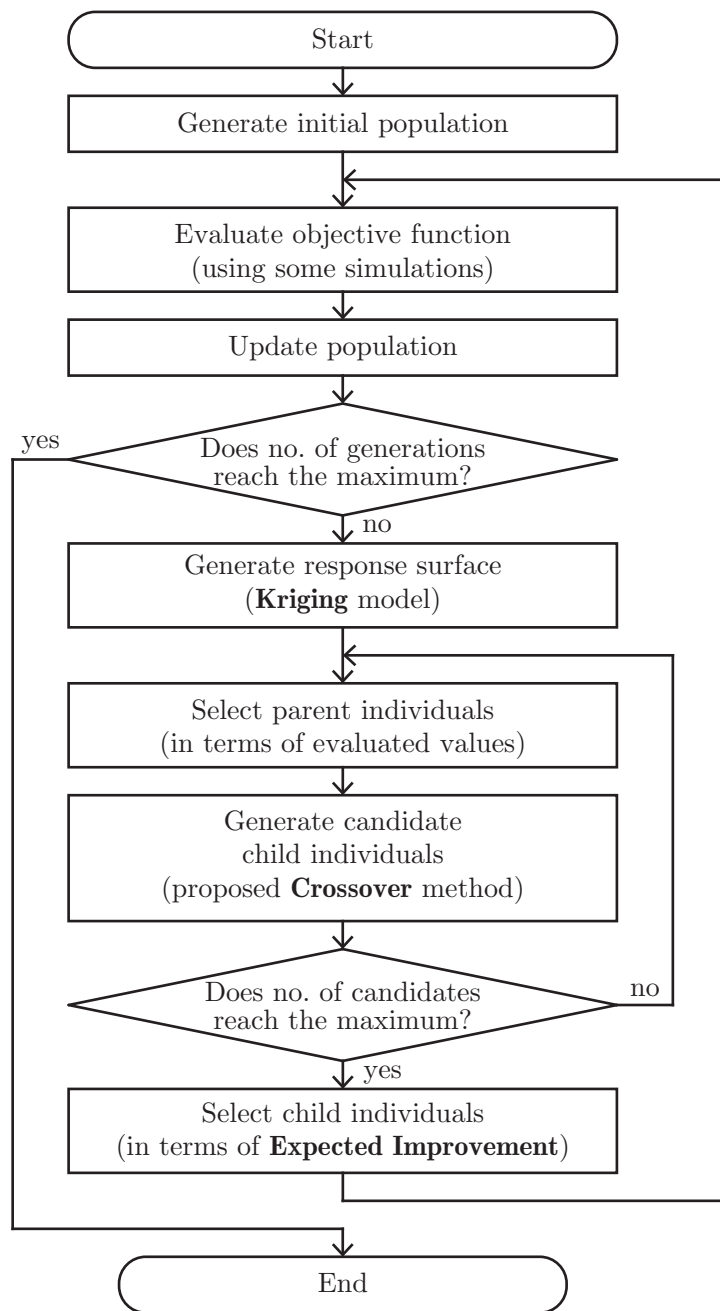 Start
Generate initial population
Evaluate objective function
(using some simulations)
Update population
yes
Does no. of generations
reach the maximum?
no
Generate response surface
(Kriging model)
Select parent individuals
(in terms of evaluated values)
Generate candidate
child individuals
(proposed Crossover method)
Does no. of candidates
reach the maximum?
no
yes
Select child individuals
(in terms of Expected Improvement)
End